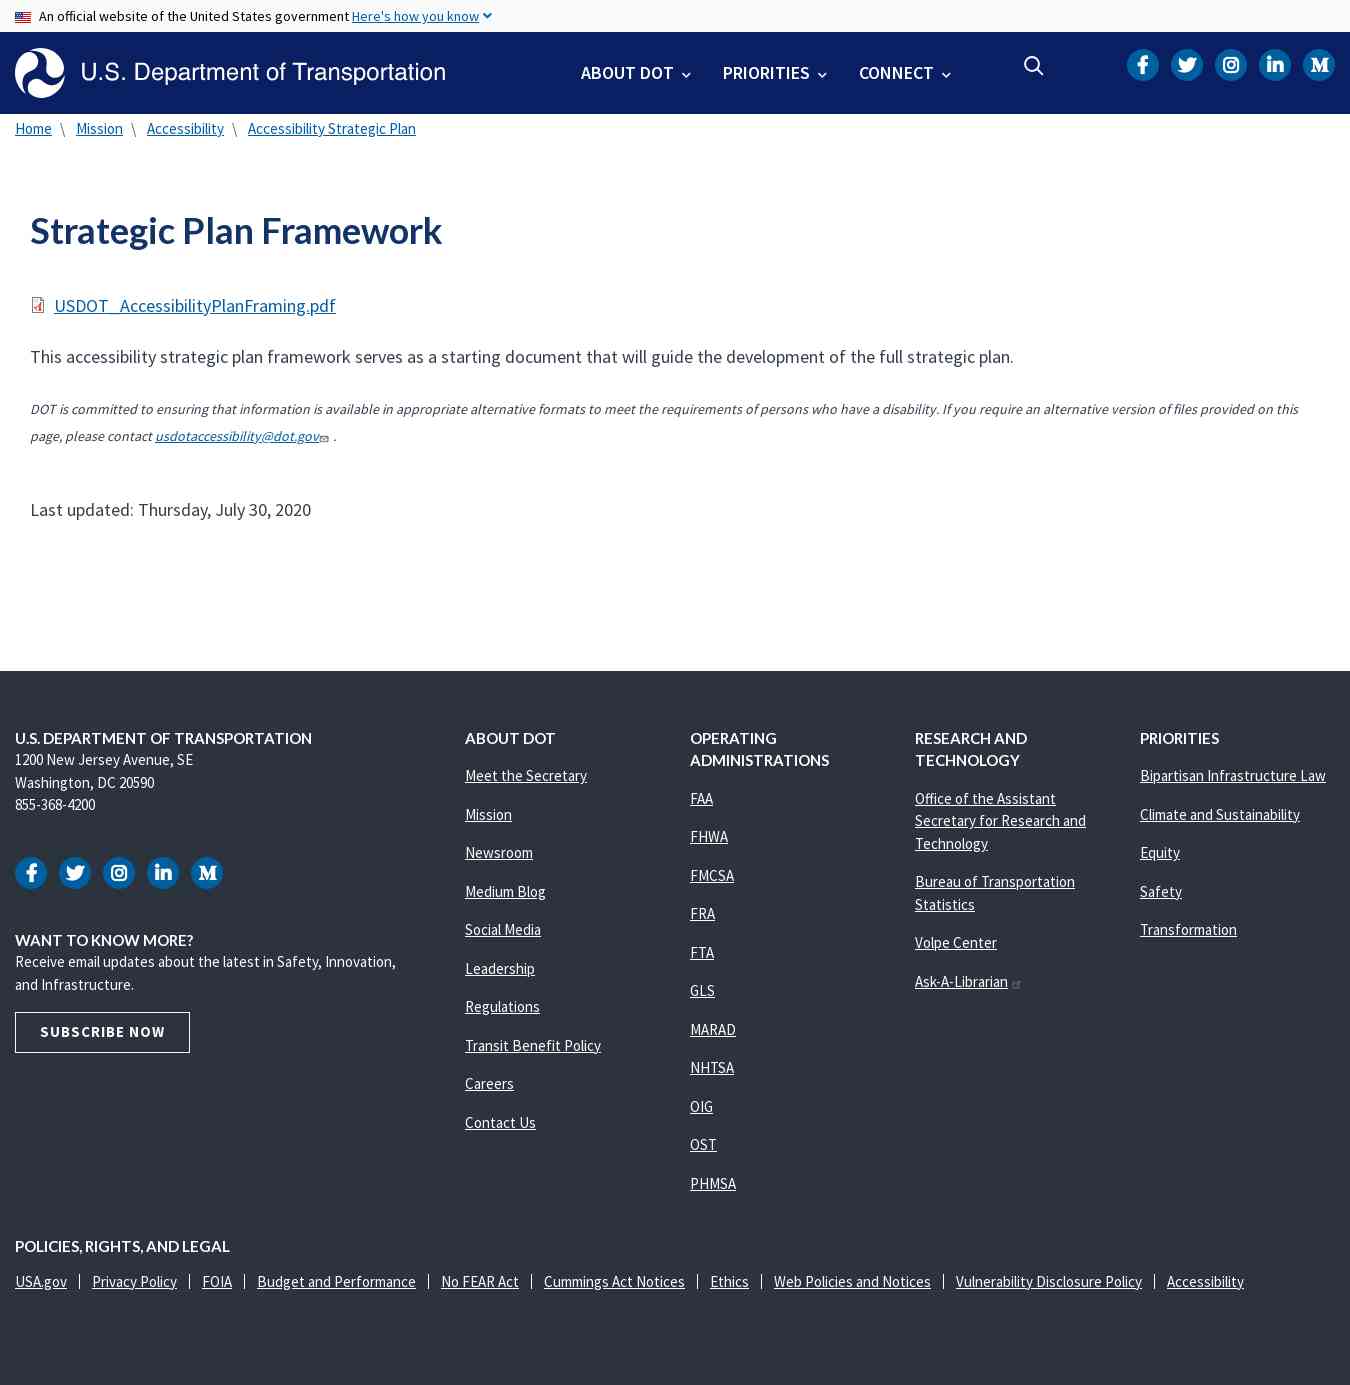 An official website of the United States government Here's how you know
U.S. Department of Transportation
ABOUT DOT
PRIORITIES
CONNECT
Home \ Mission \ Accessibility \ Accessibility Strategic Plan
Strategic Plan Framework
USDOT_AccessibilityPlanFraming.pdf
This accessibility strategic plan framework serves as a starting document that will guide the development of the full strategic plan.
DOT is committed to ensuring that information is available in appropriate alternative formats to meet the requirements of persons who have a disability. If you require an alternative version of files provided on this
page, please contact usdotaccessibility@dot.gov .
Last updated: Thursday, July 30, 2020
U.S. DEPARTMENT OF TRANSPORTATION
1200 New Jersey Avenue, SE
Washington, DC 20590
855-368-4200
WANT TO KNOW MORE?
Receive email updates about the latest in Safety, Innovation,
and Infrastructure.
SUBSCRIBE NOW
ABOUT DOT
Meet the Secretary
Mission
Newsroom
Medium Blog
Social Media
Leadership
Regulations
Transit Benefit Policy
Careers
Contact Us
OPERATING
ADMINISTRATIONS
FAA
FHWA
FMCSA
FRA
FTA
GLS
MARAD
NHTSA
OIG
OST
PHMSA
RESEARCH AND
TECHNOLOGY
Office of the Assistant
Secretary for Research and
Technology
Bureau of Transportation
Statistics
Volpe Center
Ask-A-Librarian
PRIORITIES
Bipartisan Infrastructure Law
Climate and Sustainability
Equity
Safety
Transformation
POLICIES, RIGHTS, AND LEGAL
USA.gov | Privacy Policy | FOIA | Budget and Performance | No FEAR Act | Cummings Act Notices | Ethics | Web Policies and Notices | Vulnerability Disclosure Policy | Accessibility